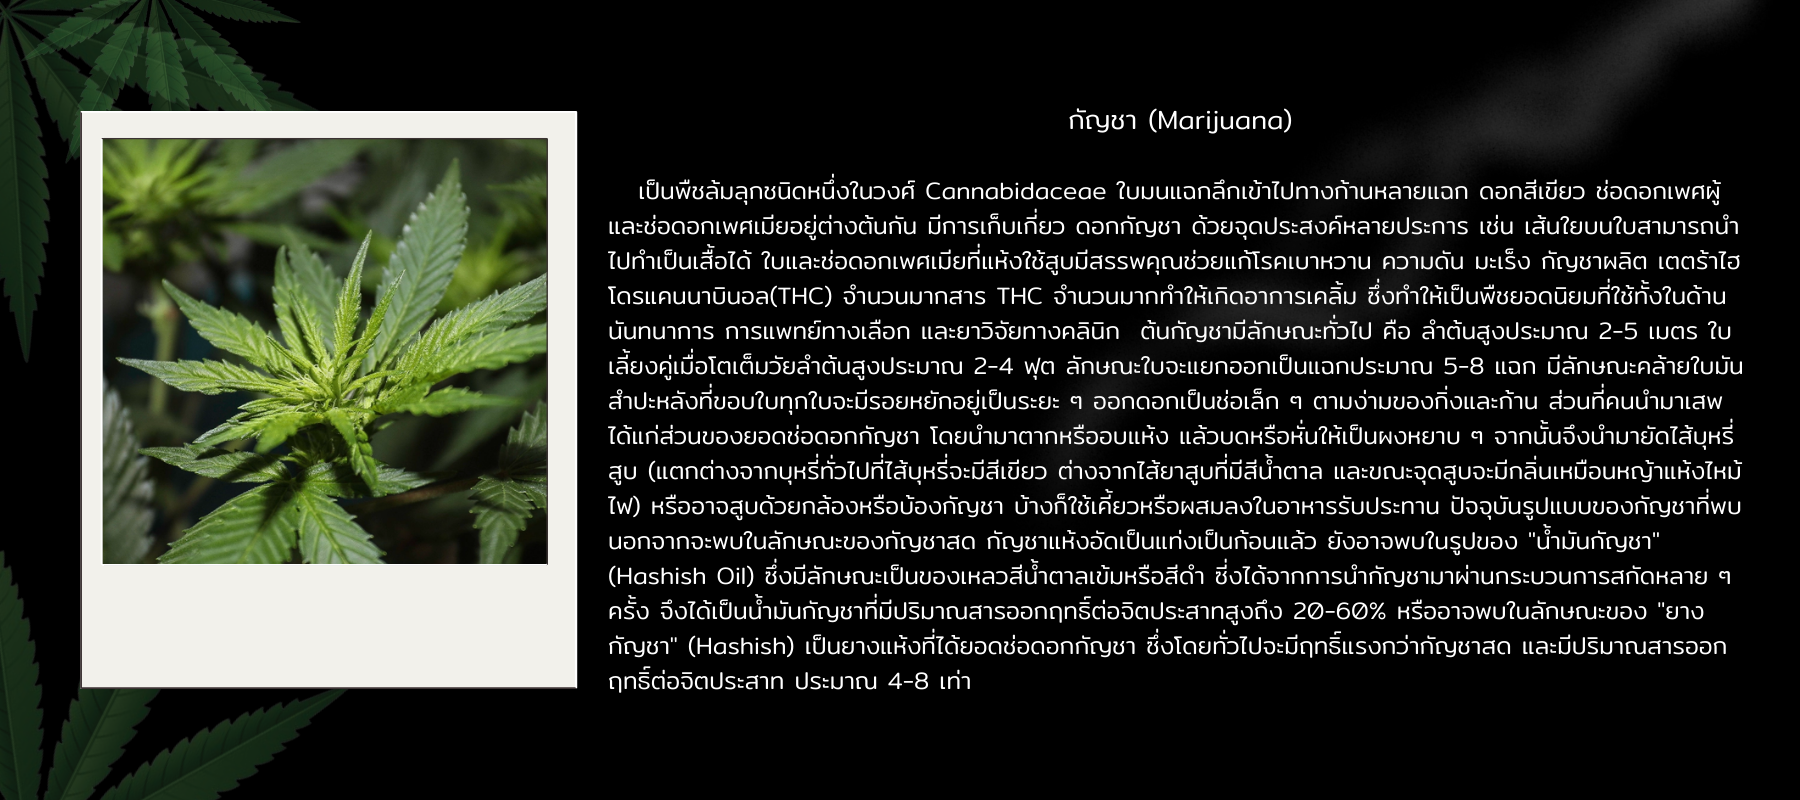 กัญชา (Marijuana)
เป็นพืชล้มลุกชนิดหนึ่งในวงศ์ Cannabidaceae ใบมนแฉกลึกเข้าไปทางก้านหลายแฉก ดอกสีเขียว ช่อดอกเพศผู้
และช่อดอกเพศเมียอยู่ต่างต้นกัน มีการเก็บเกี่ยว ดอกกัญชา ด้วยจุดประสงค์หลายประการ เช่น เส้นใยบนใบสามารถนำ
ไปทำเป็นเสื้อได้ ใบและช่อดอกเพศเมียที่แห้งใช้สูบมีสรรพคุณช่วยแก้โรคเบาหวาน ความดัน มะเร็ง กัญชาผลิต เตตร้าไฮ
โดรแคนนาบินอล(THC) จำนวนมากสาร THC จำนวนมากทำให้เกิดอาการเคลิ้ม ซึ่งทำให้เป็นพืชยอดนิยมที่ใช้ทั้งในด้าน
นันทนาการ การแพทย์ทางเลือก และยาวิจัยทางคลินิก  ต้นกัญชามีลักษณะทั่วไป คือ ลำต้นสูงประมาณ 2-5 เมตร ใบ
เลี้ยงคู่เมื่อโตเต็มวัยลำต้นสูงประมาณ 2-4 ฟุต ลักษณะใบจะแยกออกเป็นแฉกประมาณ 5-8 แฉก มีลักษณะคล้ายใบมัน
สำปะหลังที่ขอบใบทุกใบจะมีรอยหยักอยู่เป็นระยะ ๆ ออกดอกเป็นช่อเล็ก ๆ ตามง่ามของกิ่งและก้าน ส่วนที่คนนำมาเสพ
ได้แก่ส่วนของยอดช่อดอกกัญชา โดยนำมาตากหรืออบแห้ง แล้วบดหรือหั่นให้เป็นผงหยาบ ๆ จากนั้นจึงนำมายัดไส้บุหรี่
สูบ (แตกต่างจากบุหรี่ทั่วไปที่ไส้บุหรี่จะมีสีเขียว ต่างจากไส้ยาสูบที่มีสีน้ำตาล และขณะจุดสูบจะมีกลิ่นเหมือนหญ้าแห้งไหม้
ไฟ) หรืออาจสูบด้วยกล้องหรือบ้องกัญชา บ้างก็ใช้เคี้ยวหรือผสมลงในอาหารรับประทาน ปัจจุบันรูปแบบของกัญชาที่พบ
นอกจากจะพบในลักษณะของกัญชาสด กัญชาแห้งอัดเป็นแท่งเป็นก้อนแล้ว ยังอาจพบในรูปของ "น้ำมันกัญชา"
(Hashish Oil) ซึ่งมีลักษณะเป็นของเหลวสีน้ำตาลเข้มหรือสีดำ ซึ่งได้จากการนำกัญชามาผ่านกระบวนการสกัดหลาย ๆ
ครั้ง จึงได้เป็นน้ำมันกัญชาที่มีปริมาณสารออกฤทธิ์ต่อจิตประสาทสูงถึง 20-60% หรืออาจพบในลักษณะของ "ยาง
กัญชา" (Hashish) เป็นยางแห้งที่ได้ยอดช่อดอกกัญชา ซึ่งโดยทั่วไปจะมีฤทธิ์แรงกว่ากัญชาสด และมีปริมาณสารออก
ฤทธิ์ต่อจิตประสาท ประมาณ 4-8 เท่า